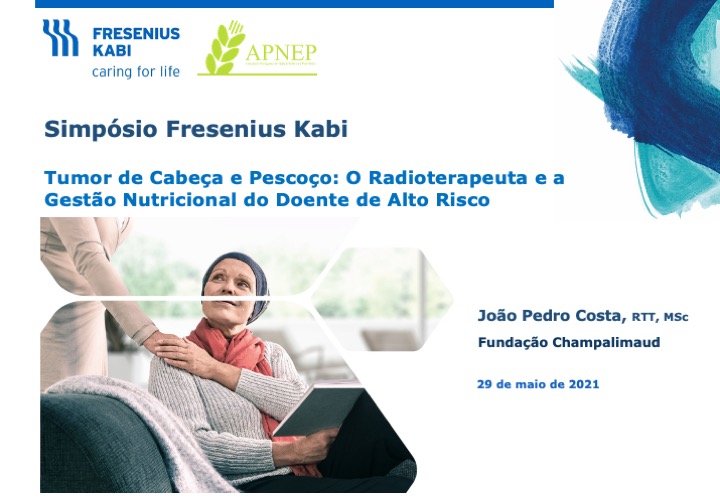 FRESENIUS
KABI
caring for life
APNEP
Simpósio Fresenius Kabi
Tumor de Cabeça e Pescoço: O Radioterapeuta e a
Gestão Nutricional do Doente de Alto Risco
João Pedro Costa, RTT, MSc
Fundação Champalimaud
29 de maio de 2021